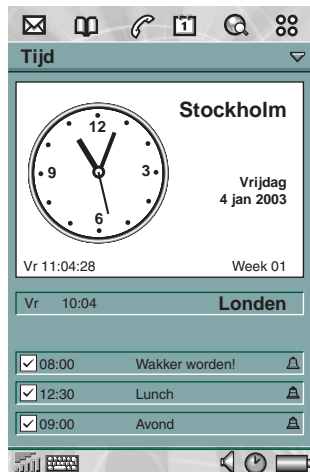 1
Tijd
12
9
3
6
Stockholm
Vrijdag
4 jan 2003
Vr 11:04:28
Week 01
Vr 10:04 Londen
08:00 Wakker worden!
12:30 Lunch
09:00 Avond